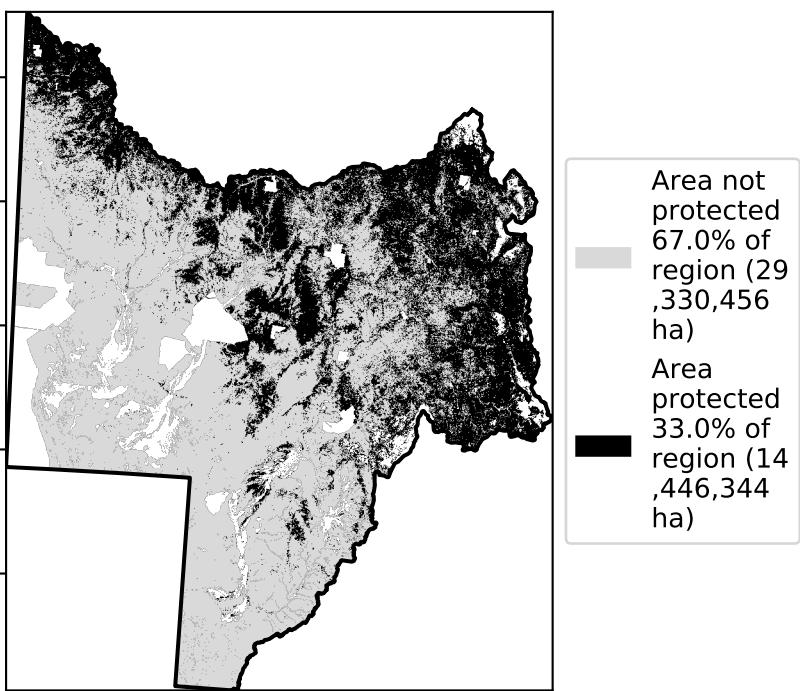 Area not
protected
67.0% of
region (29
,330,456
ha)
Area
protected
33.0% of
region (14
,446,344
ha)